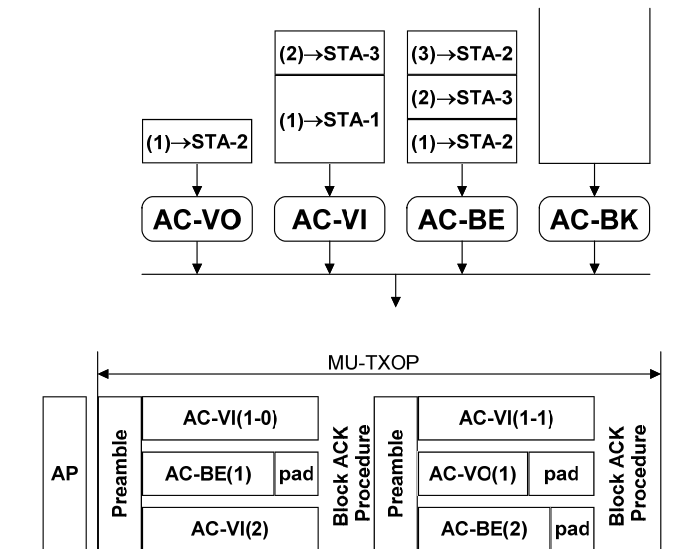 (2)→STA-3
(3)→STA-2
(2)→STA-3
(1)→STA-2
(1)→STA-1
(1)→STA-2
AC-VO
AC-VI
AC-BE
AC-BK
MU-TXOP
AP
Preamble
AC-VI(1-0)
AC-BE(1)
pad
AC-VI(2)
Block ACK
Procedure
Preamble
AC-VI(1-1)
AC-VO(1)
pad
AC-BE(2)
pad
Block ACK
Procedure